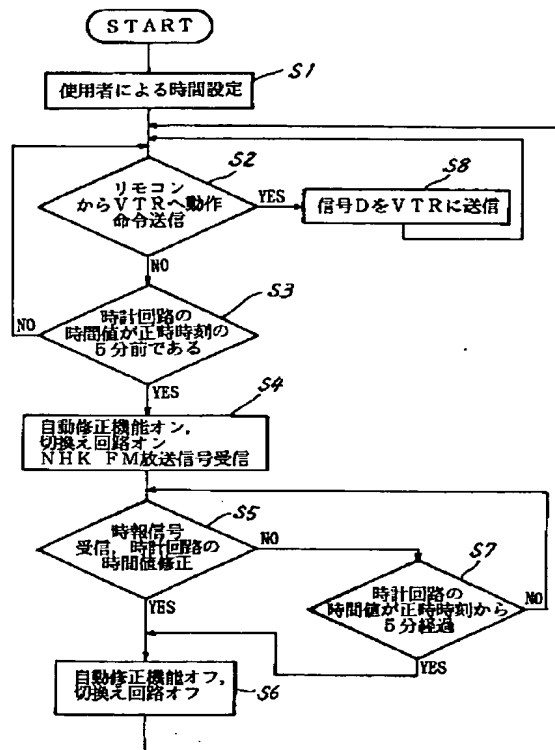 START
S1
使用者による時間設定
S2
リモコン
からVTRへ動作
命令送信
YES
S8
信号DをVTRに送信
NO
S3
時計回路の
時間値が正時時刻の
5分前である
NO
YES
S4
自動修正機能オン,
切換え回路オン
NHK FM放送信号受信
S5
時報信号
受信,時計回路の
時間値修正
NO
S7
時計回路の
時間値が正時時刻から
5分経過
NO
YES
YES
自動修正機能オフ,
切換え回路オフ
S6